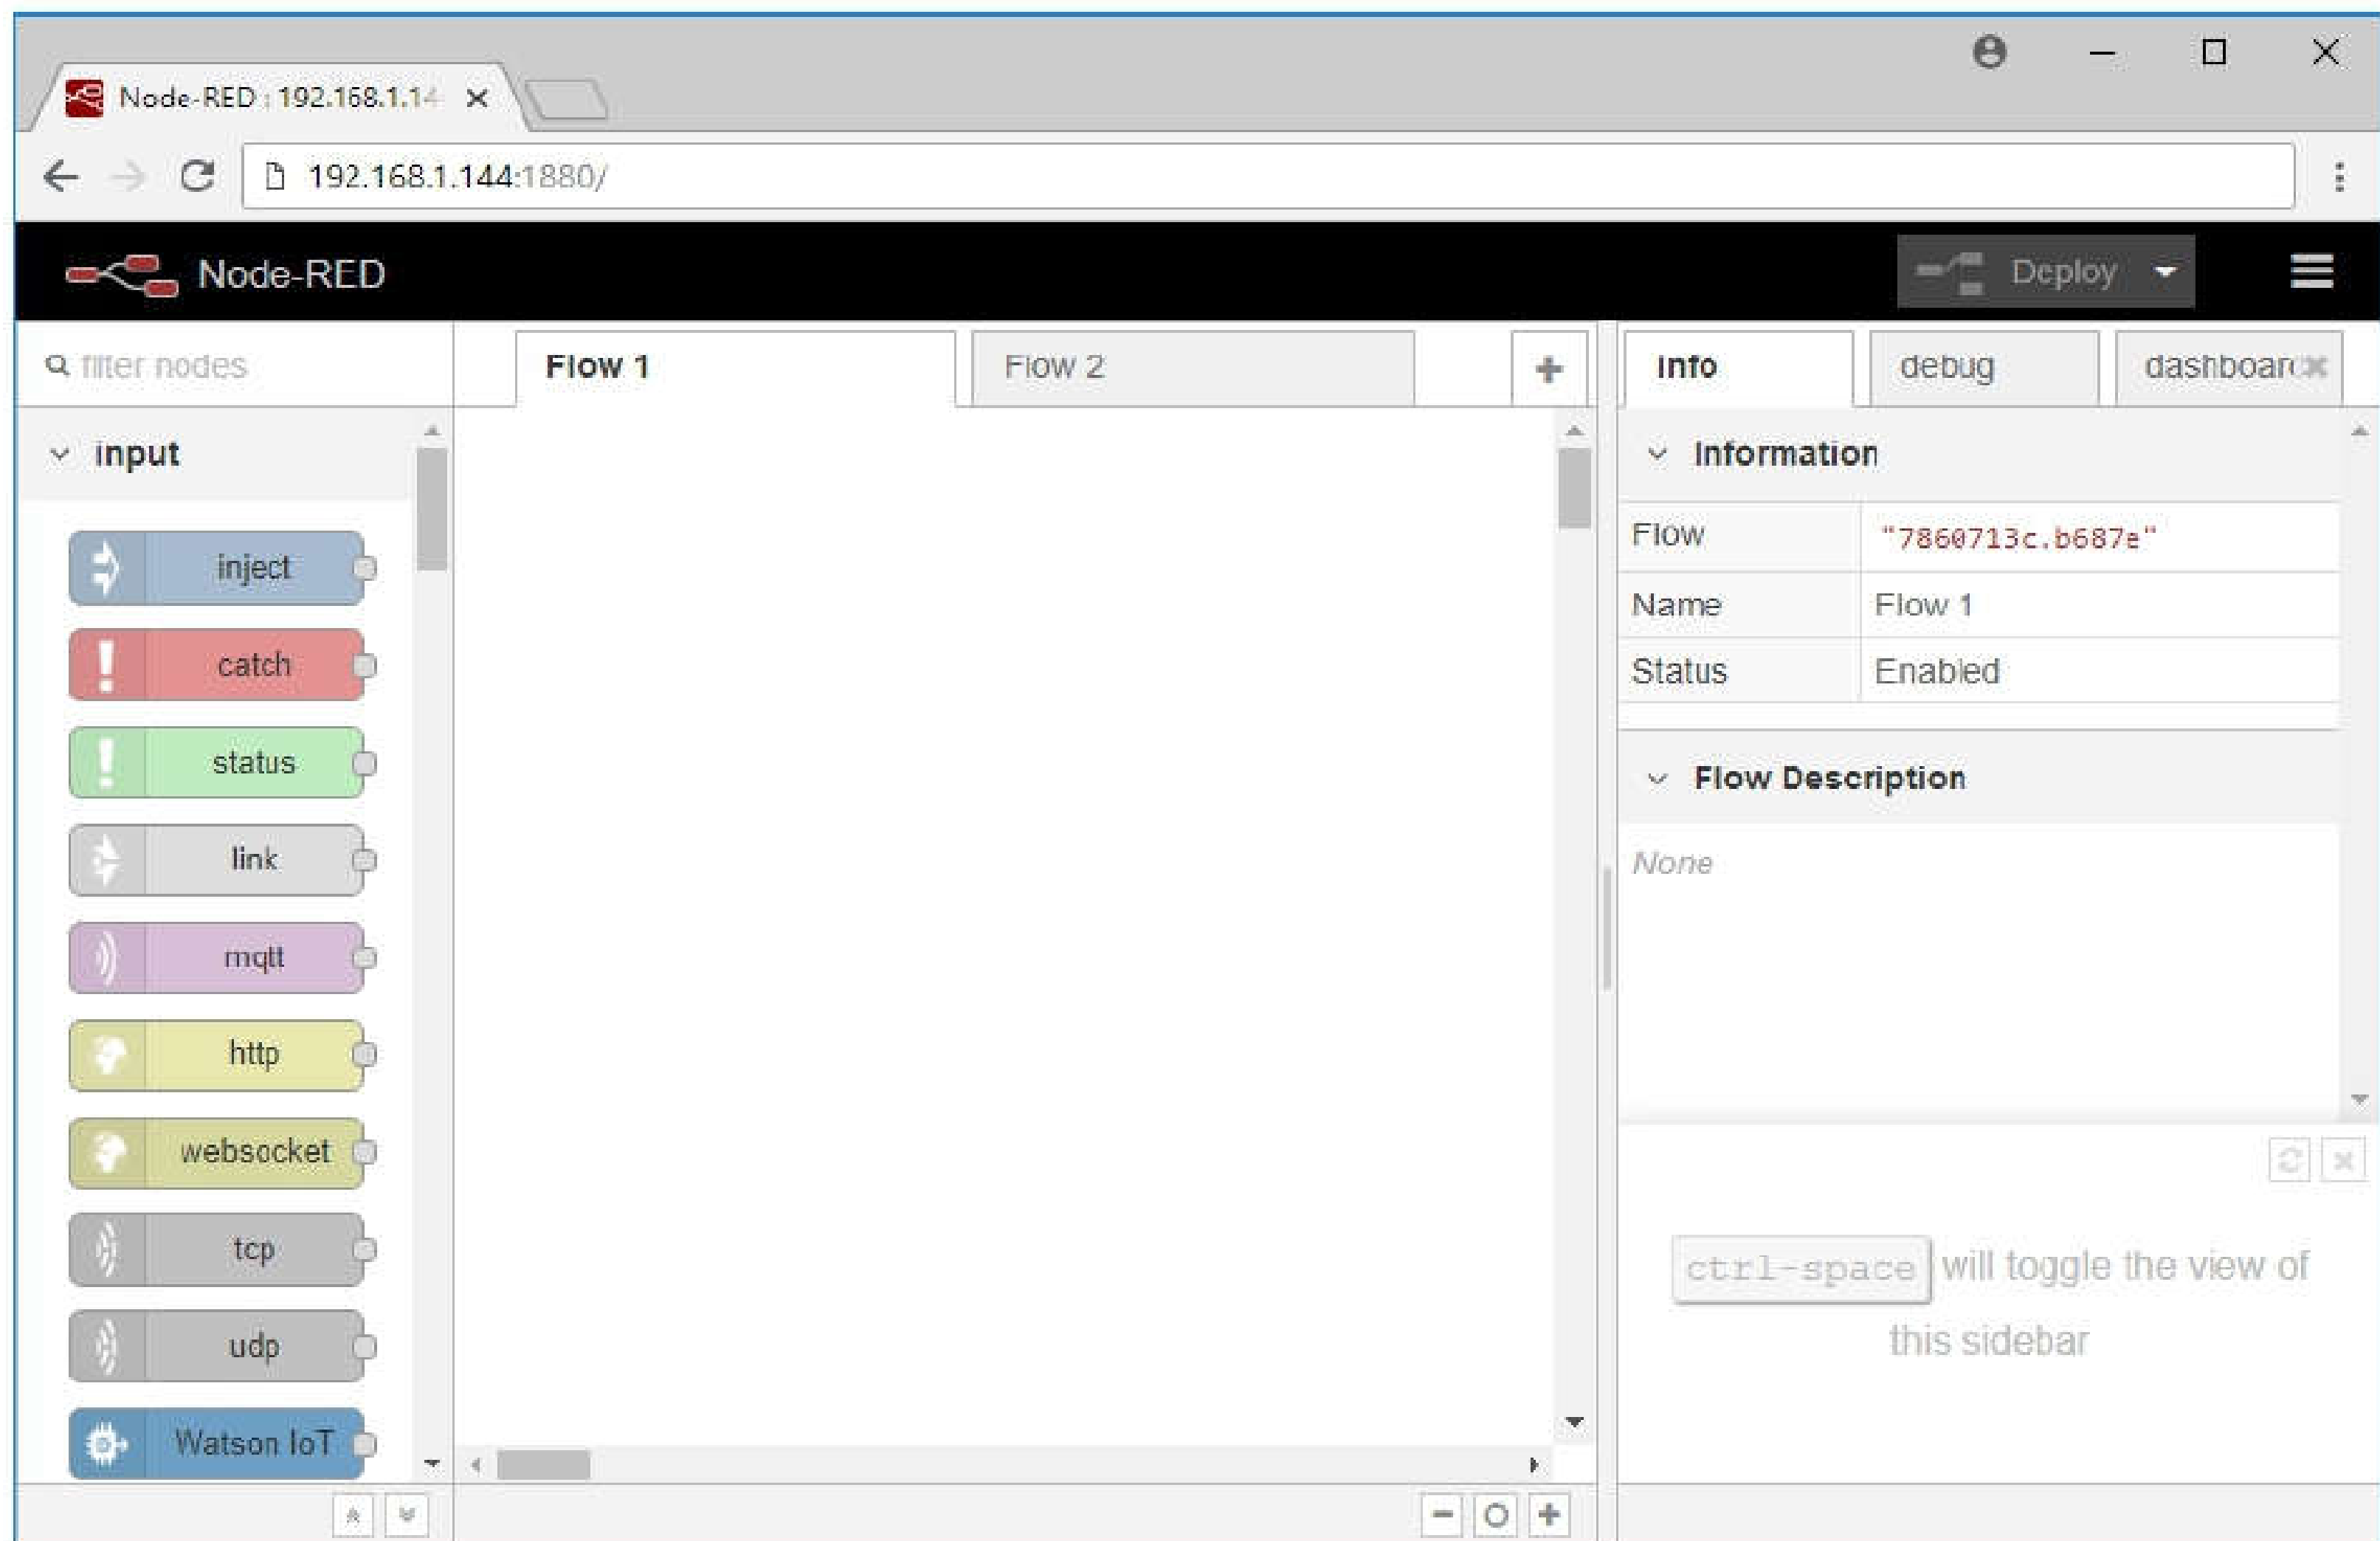 Node-RED : 192.168.1.14
192.168.1.144:1880/
Node-RED
Deploy
filter nodes
Flow 1
Flow 2
info
debug
dashboard
input
inject
catch
status
link
mqtt
http
websocket
tcp
udp
Watson IoT
Information
Flow "7860713c.b687e"
Name Flow 1
Status Enabled
Flow Description
None
ctrl-space will toggle the view of
this sidebar